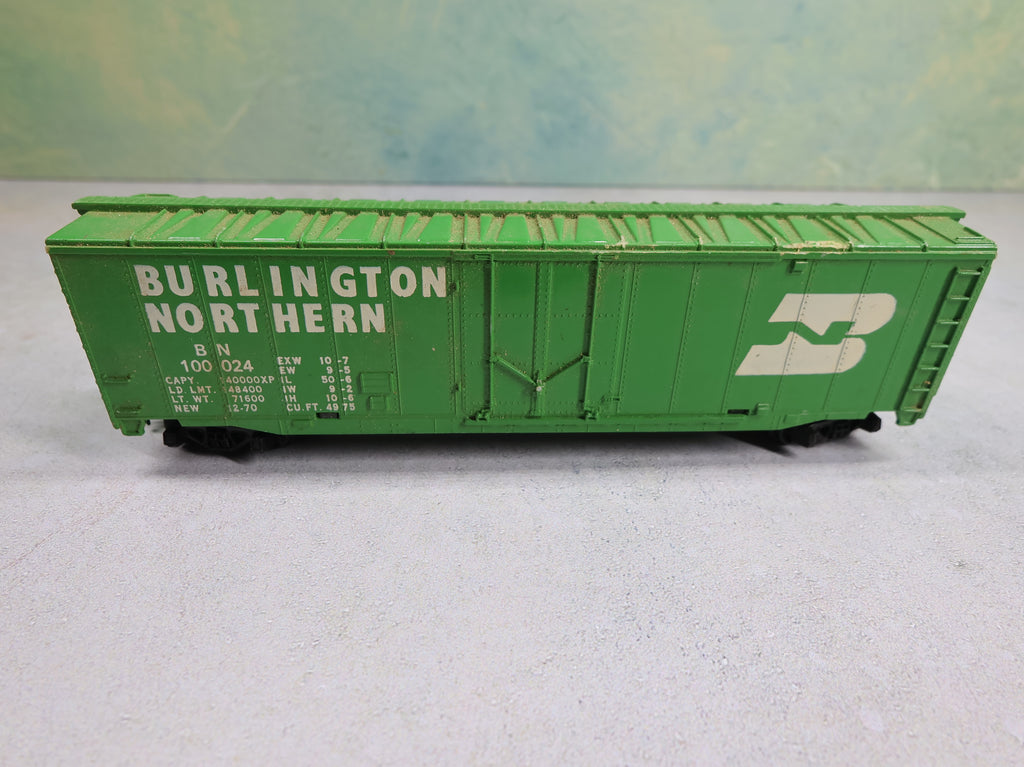 BURLINGTON
NORTHERN
BN
100024
CAPY. 140000XP
LD. LMT. 148400
LT. WT. 71600
NEW 12-70
EXW 10-7
EW 9-5
IL 50-6
IW 9-2
IH 10-6
CU.FT. 4975